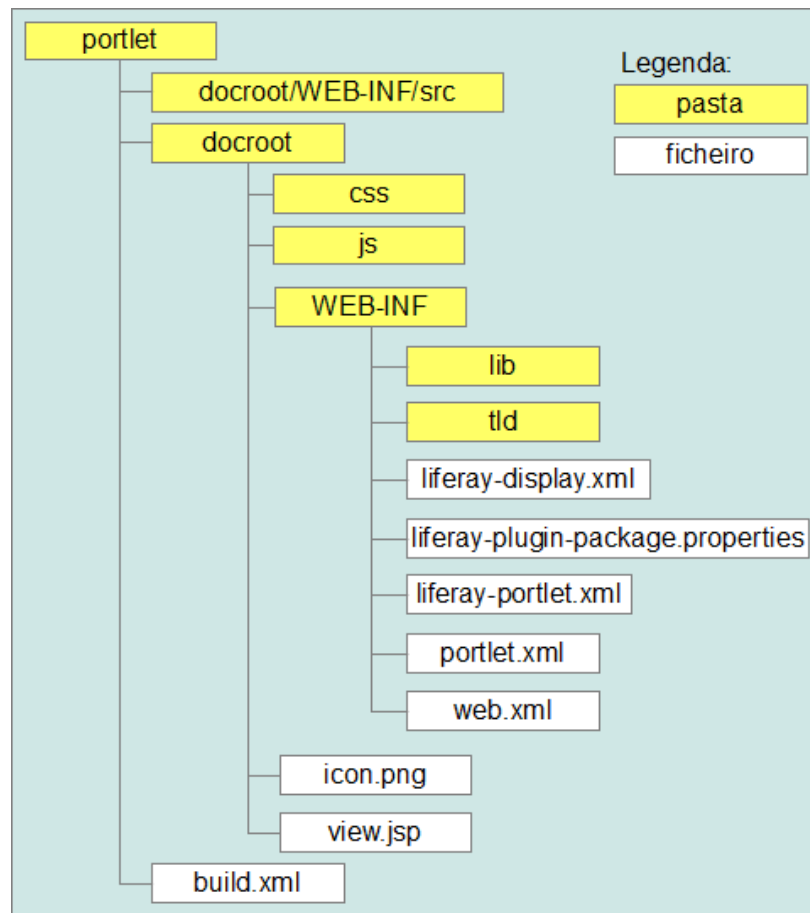 portlet
Legenda:
docroot/WEB-INF/src
pasta
docroot
ficheiro
css
js
WEB-INF
lib
tld
liferay-display.xml
liferay-plugin-package.properties
liferay-portlet.xml
portlet.xml
web.xml
icon.png
view.jsp
build.xml